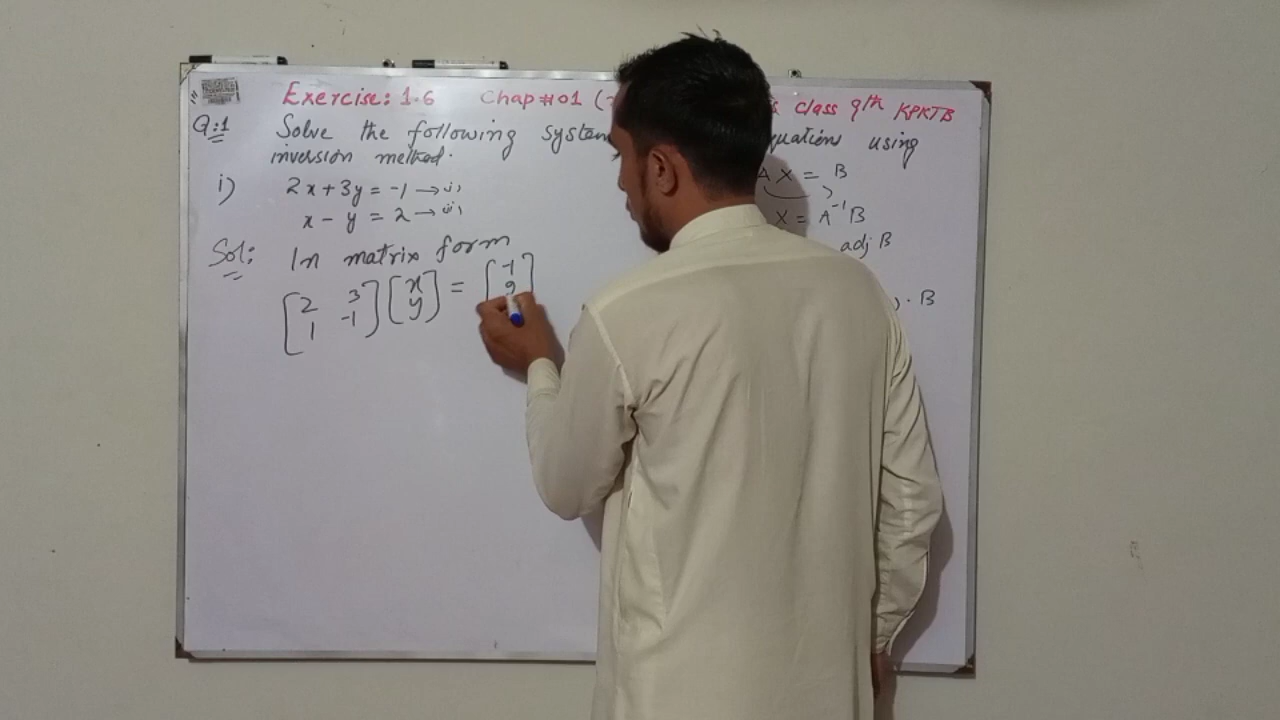 Exercise: 1.6 Chap#01 ( class 9th KPKTB
Q:1 Solve the following system equation using
inversion method.
i) 2x+3y = -1 → i)
x - y = 2 → ii)
Sol: In matrix form
[2 3
1 -1] [x
y] = [-1
2]
AX = B
X = A⁻¹B
adj B
). B